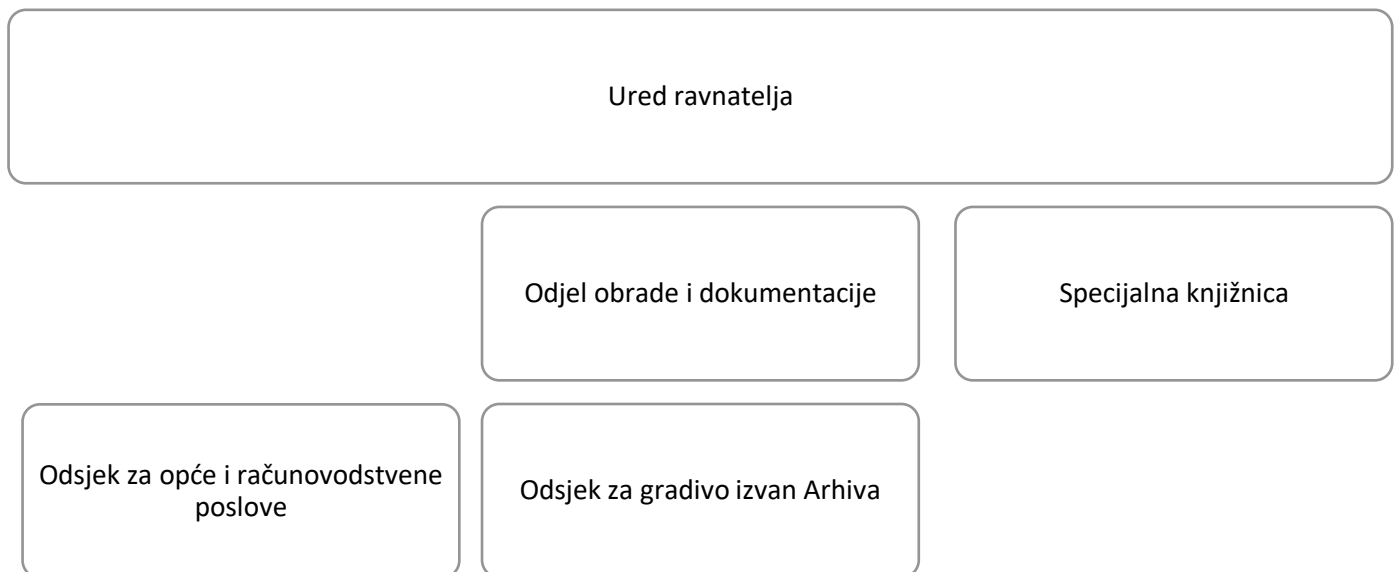 Ured ravnatelja
Odjel obrade i dokumentacije
Specijalna knjižnica
Odsjek za opće i računovodstvene
poslove
Odsjek za gradivo izvan Arhiva